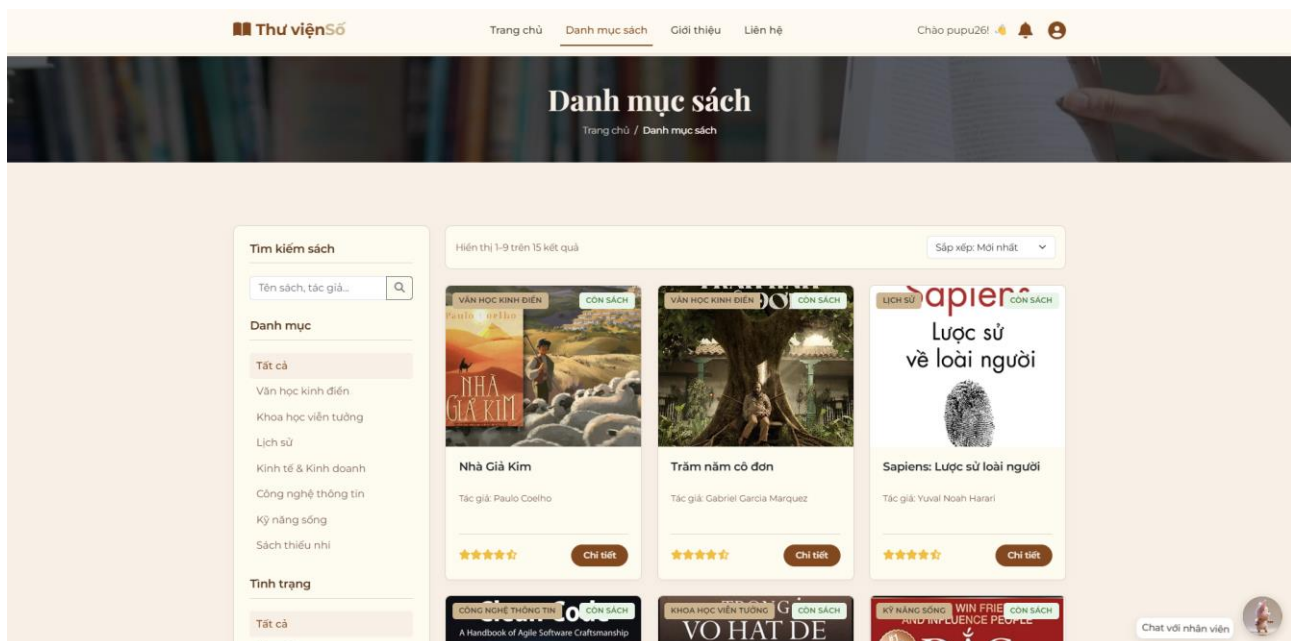 Thư việnSố
Trang chủ Danh mục sách Giới thiệu Liên hệ
Chào pupu26!
Danh mục sách
Trang chủ / Danh mục sách
Tìm kiếm sách
Tên sách, tác giả...
Danh mục
Tất cả
Văn học kinh điển
Khoa học viễn tưởng
Lịch sử
Kinh tế & Kinh doanh
Công nghệ thông tin
Kỹ năng sống
Sách thiếu nhi
Tình trạng
Tất cả
Hiển thị 1-9 trên 15 kết quả
Sắp xếp: Mới nhất
VĂN HỌC KINH ĐIỂN CÒN SÁCH
Paulo Coelho
NHÀ
GIẢ KIM
Nhà Giả Kim
Tác giả: Paulo Coelho
Chi tiết
VĂN HỌC KINH ĐIỂN CÒN SÁCH
Trăm năm cô đơn
Tác giả: Gabriel Garcia Marquez
Chi tiết
LỊCH SỬ CÒN SÁCH
Sapiens
Lược sử
về loài người
Sapiens: Lược sử loài người
Tác giả: Yuval Noah Harari
Chi tiết
CÔNG NGHỆ THÔNG TIN CÒN SÁCH
Clean Code
A Handbook of Agile Software Craftsmanship
KHOA HỌC VIỄN TƯỞNG CÒN SÁCH
KỸ NĂNG SỐNG CÒN SÁCH
WIN FRIE
AND INFLUENCE PEOPLE
Chat với nhân viên